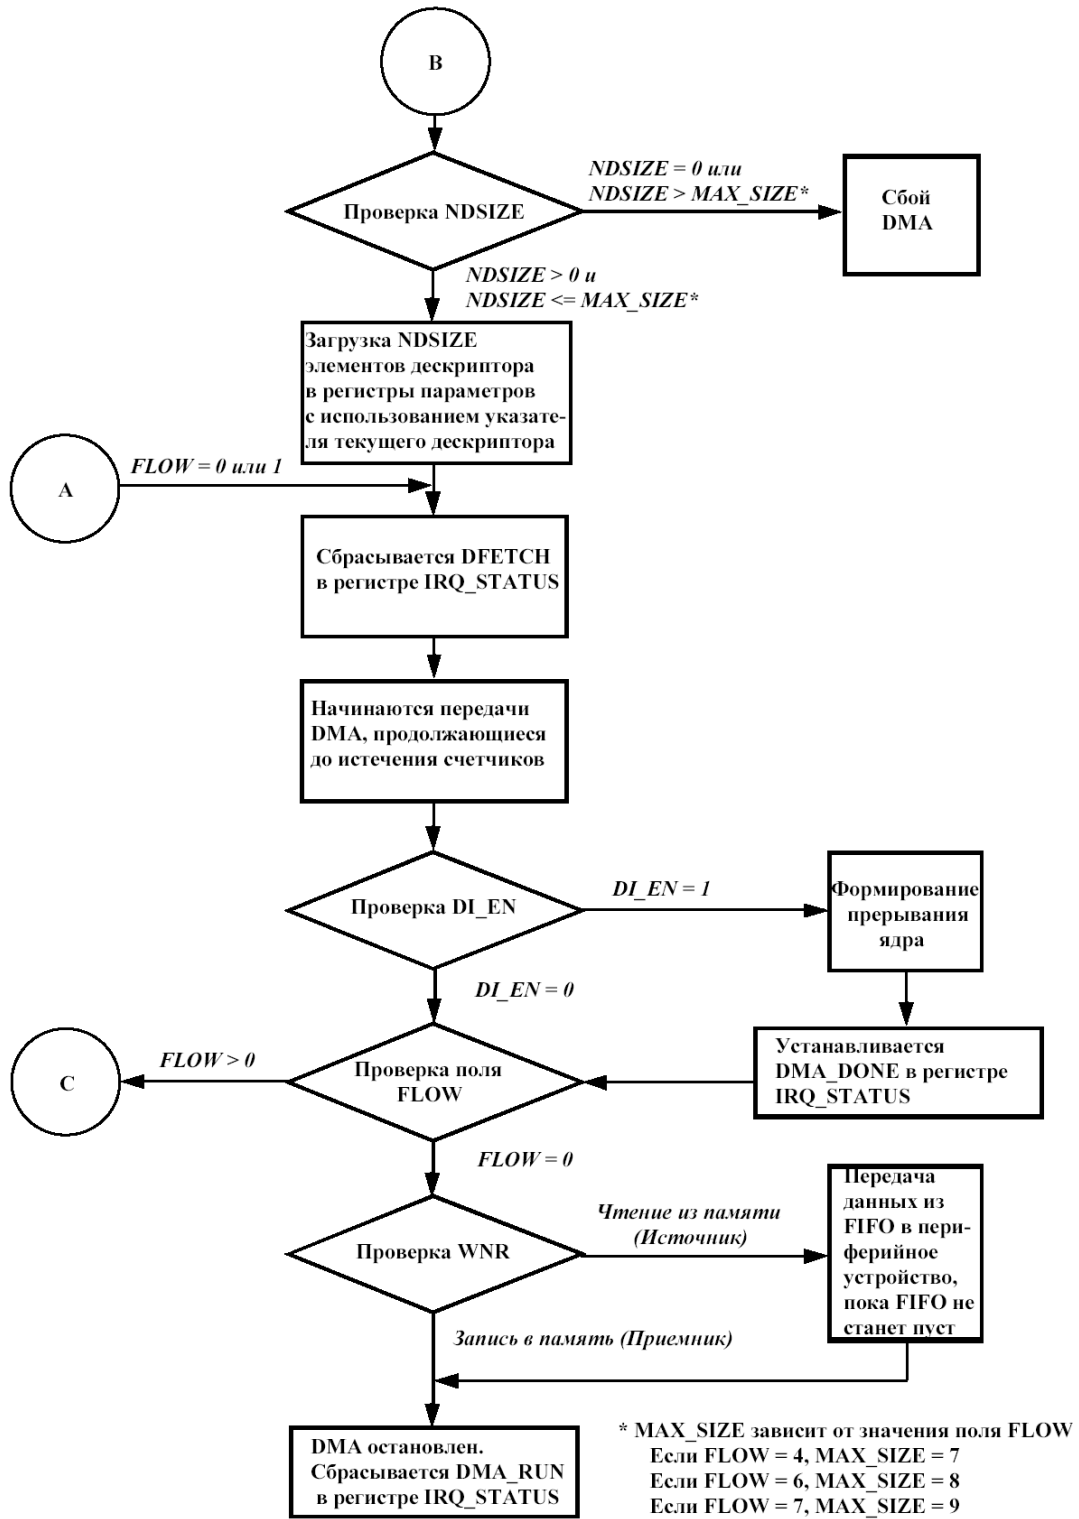 B
NDSIZE = 0 или
NDSIZE > MAX_SIZE*
Проверка NDSIZE
Сбой
DMA
NDSIZE > 0 и
NDSIZE <= MAX_SIZE*
Загрузка NDSIZE
элементов дескриптора
в регистры параметров
с использованием указате-
ля текущего дескриптора
FLOW = 0 или 1
A
Сбрасывается DFETCH
в регистре IRQ_STATUS
Начинаются передачи
DMA, продолжающиеся
до истечения счетчиков
Проверка DI_EN
DI_EN = 1
Формирование
прерывания
ядра
DI_EN = 0
FLOW > 0
C
Проверка поля
FLOW
Устанавливается
DMA_DONE в регистре
IRQ_STATUS
FLOW = 0
Проверка WNR
Чтение из памяти
(Источник)
Передача
данных из
FIFO в пери-
ферийное
устройство,
пока FIFO не
станет пуст
Запись в память (Приемник)
DMA остановлен.
Сбрасывается DMA_RUN
в регистре IRQ_STATUS
* MAX_SIZE зависит от значения поля FLOW
Если FLOW = 4, MAX_SIZE = 7
Если FLOW = 6, MAX_SIZE = 8
Если FLOW = 7, MAX_SIZE = 9